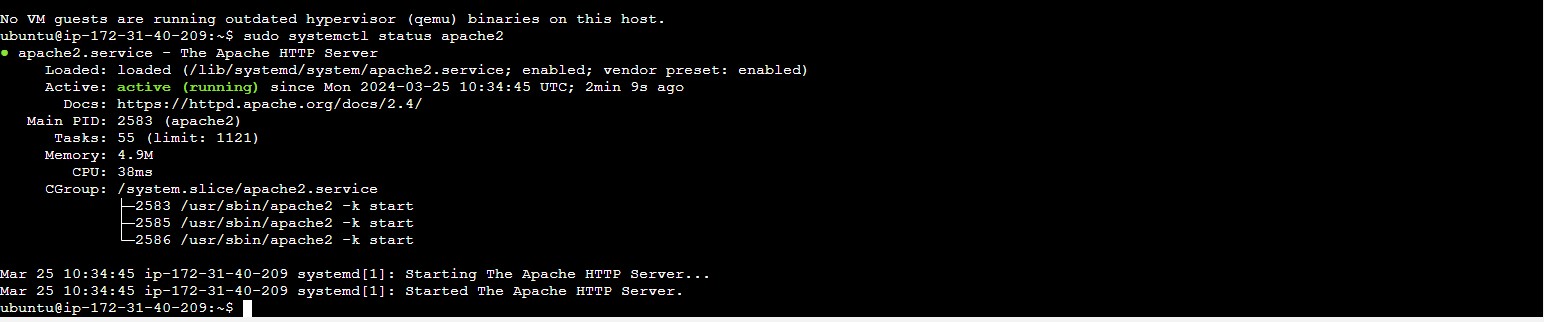 No VM guests are running outdated hypervisor (qemu) binaries on this host.
ubuntu@ip-172-31-40-209:~$ sudo systemctl status apache2
● apache2.service - The Apache HTTP Server
     Loaded: loaded (/lib/systemd/system/apache2.service; enabled; vendor preset: enabled)
     Active: active (running) since Mon 2024-03-25 10:34:45 UTC; 2min 9s ago
       Docs: https://httpd.apache.org/docs/2.4/
   Main PID: 2583 (apache2)
      Tasks: 55 (limit: 1121)
     Memory: 4.9M
        CPU: 38ms
     CGroup: /system.slice/apache2.service
             ├─2583 /usr/sbin/apache2 -k start
             ├─2585 /usr/sbin/apache2 -k start
             └─2586 /usr/sbin/apache2 -k start
Mar 25 10:34:45 ip-172-31-40-209 systemd[1]: Starting The Apache HTTP Server...
Mar 25 10:34:45 ip-172-31-40-209 systemd[1]: Started The Apache HTTP Server.
ubuntu@ip-172-31-40-209:~$